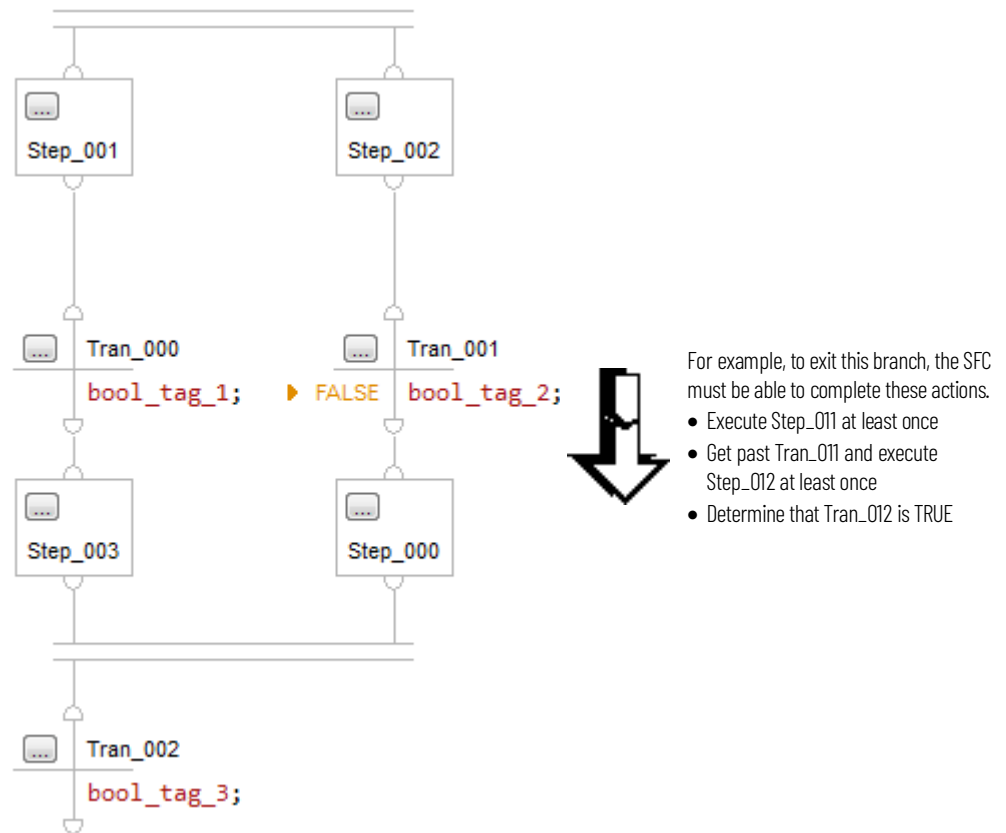 ...
...
Step_001
Step_002
...
Tran_000
...
Tran_001
bool_tag_1;
FALSE
bool_tag_2;
For example, to exit this branch, the SFC
must be able to complete these actions.
• Execute Step_011 at least once
• Get past Tran_011 and execute
Step_012 at least once
• Determine that Tran_012 is TRUE
...
...
Step_003
Step_000
...
Tran_002
bool_tag_3;